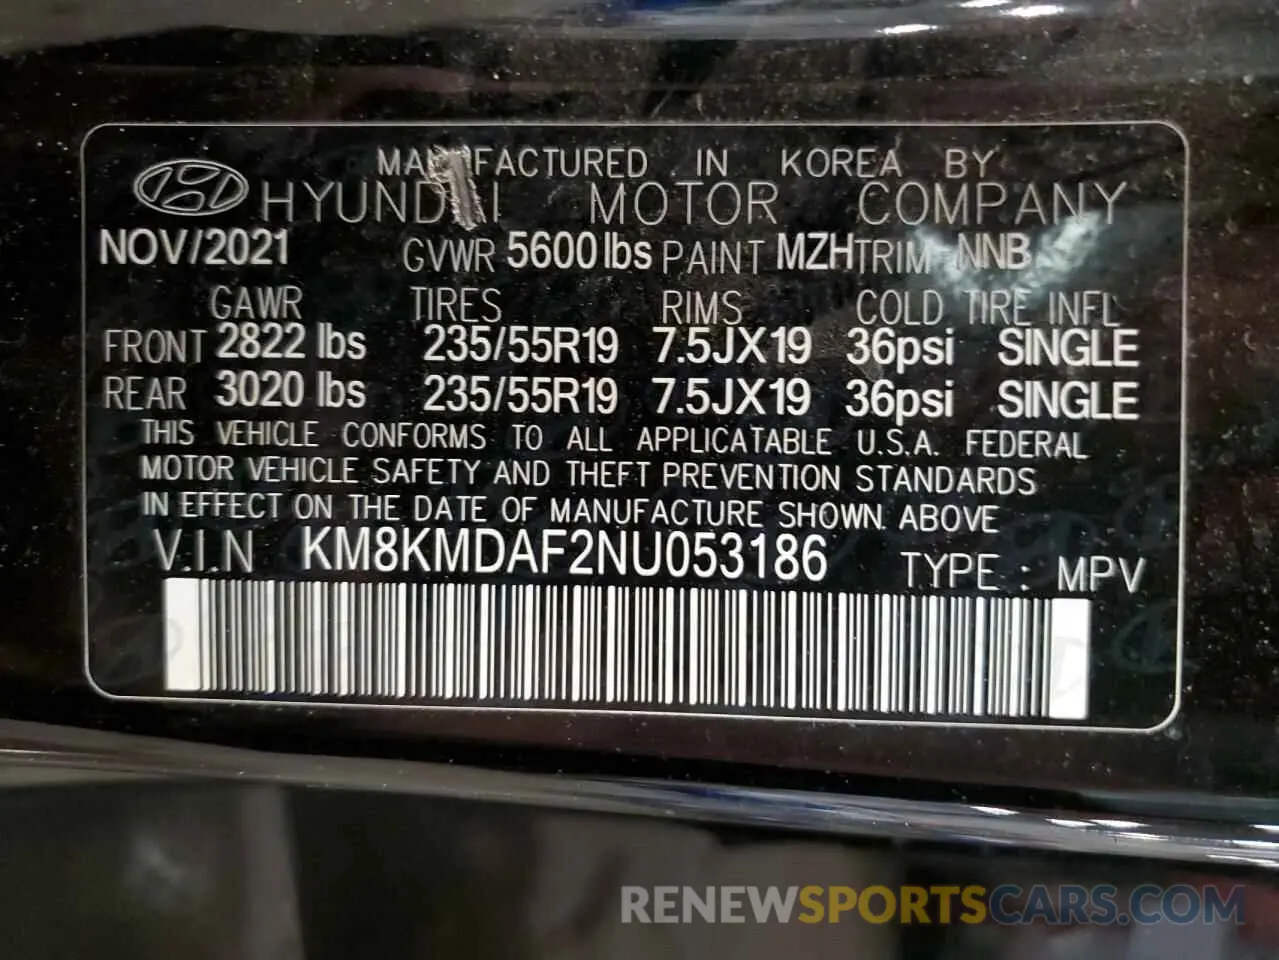 MANUFACTURED IN KOREA BY
HYUNDAI MOTOR COMPANY
NOV/2021 GVWR 5600 lbs PAINT MZH TRIM NNB
GAWR TIRES RIMS COLD TIRE INFL
FRONT 2822 lbs 235/55R19 7.5JX19 36psi SINGLE
REAR 3020 lbs 235/55R19 7.5JX19 36psi SINGLE
THIS VEHICLE CONFORMS TO ALL APPLICATABLE U.S.A. FEDERAL
MOTOR VEHICLE SAFETY AND THEFT PREVENTION STANDARDS
IN EFFECT ON THE DATE OF MANUFACTURE SHOWN ABOVE
V.I.N KM8KMDAF2NU053186 TYPE : MPV
RENEWSPORTSCARS.COM